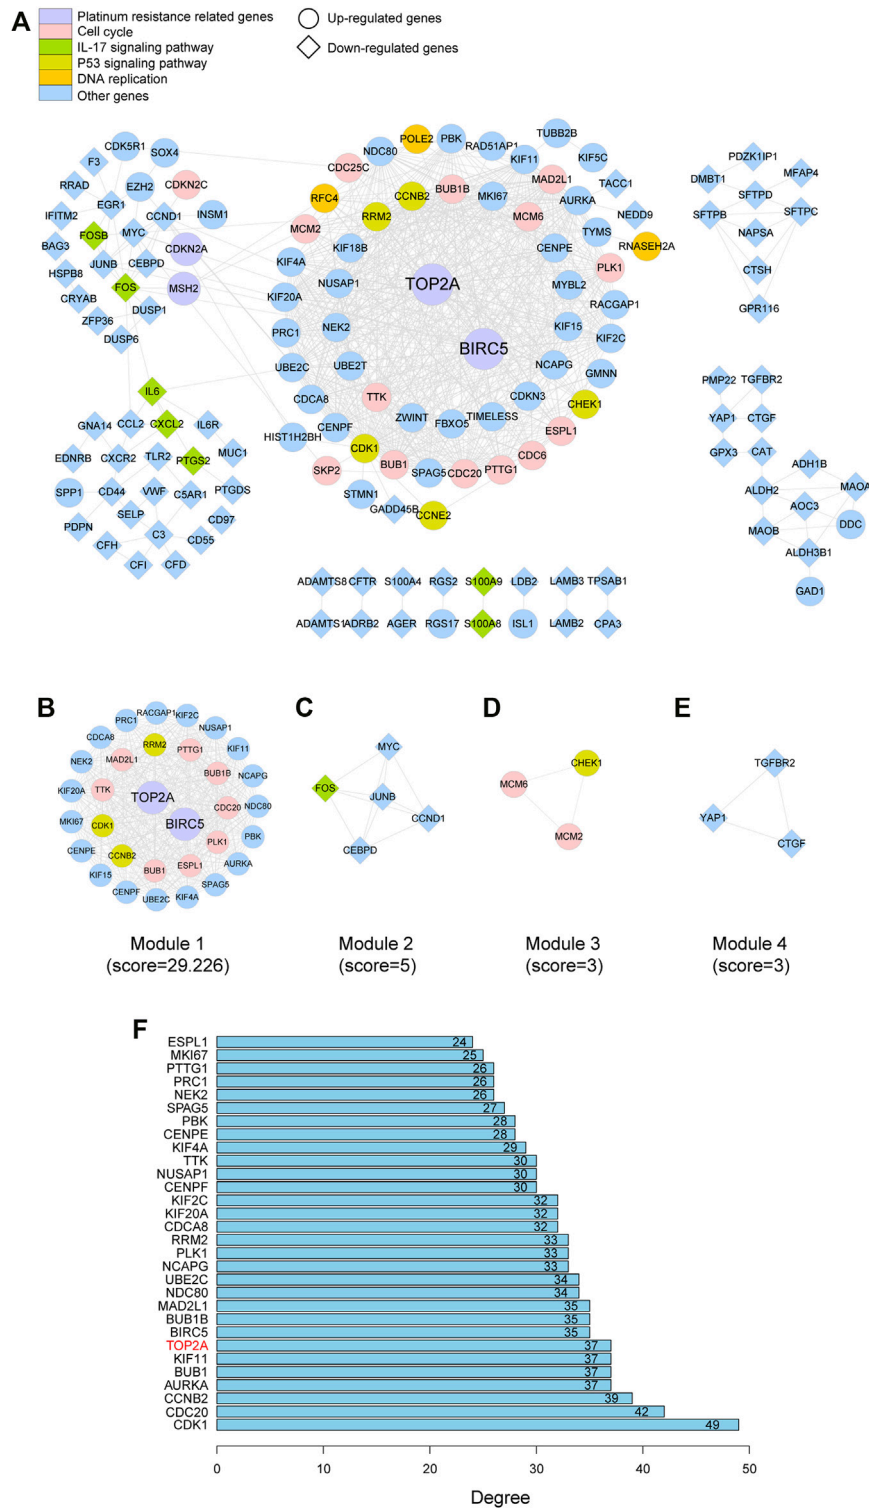 A
Platinum resistance related genes
Cell cycle
IL-17 signaling pathway
P53 signaling pathway
DNA replication
Other genes
Up-regulated genes
Down-regulated genes
CDK5R1
SOX4
F3
RRAD
EZH2
CDKN2C
EGR1
IFITM2
CCND1
INSM1
FOSB
MYC
BAG3
CDKN2A
JUNB
CEBPD
HSPB8
FOS
MSH2
CRYAB
DUSP1
ZFP36
DUSP6
IL6
GNA14
CCL2
CXCL2
IL6R
EDNRB
CXCR2
TLR2
PTGS2
MUC1
SPP1
CD44
VWF
C5AR1
PTGDS
PDPN
SELP
CD97
CFH
C3
CD55
CFI
CFD
NDC80
POLE2
PBK
RAD51AP1
TUBB2B
CDC25C
KIF11
KIF5C
RFC4
CCNB2
BUB1B
MKI67
MAD2L1
TACC1
RRM2
AURKA
MCM2
MCM6
NEDD9
TYMS
KIF18B
CENPE
RNASEH2A
KIF4A
PLK1
NUSAP1
TOP2A
MYBL2
KIF20A
RACGAP1
PRC1
NEK2
KIF15
KIF2C
BIRC5
UBE2C
UBE2T
NCAPG
GMNN
CDCA8
TTK
CDKN3
CHEK1
CENPF
ZWINT
FBXO5
TIMELESS
HIST1H2BH
CDK1
ESPL1
SKP2
BUB1
SPAG5
CDC20
PTTG1
CDC6
STMN1
GADD45B
CCNE2
PDZK1IP1
DMBT1
MFAP4
SFTPD
SFTPB
SFTPC
NAPSA
CTSH
GPR116
PMP22
TGFBR2
YAP1
CTGF
GPX3
CAT
ADH1B
ALDH2
MAOA
AOC3
MAOB
DDC
ALDH3B1
GAD1
ADAMTS8 CFTR S100A4 RGS2 S100A9 LDB2 LAMB3 TPSAB1
ADAMTS1 ADRB2 AGER RGS17 S100A8 ISL1 LAMB2 CPA3
B
RACGAP1
PRC1
KIF2C
NUSAP1
CDCA8
RRM2
PTTG1
KIF11
NEK2
MAD2L1
BUB1B
NCAPG
KIF20A
TTK
TOP2A
CDC20
NDC80
MKI67
CDK1
BIRC5
PLK1
PBK
CENPE
CCNB2
AURKA
KIF15
BUB1
ESPL1
SPAG5
CENPF
UBE2C
KIF4A
Module 1
(score=29.226)
C
MYC
FOS
JUNB
CCND1
CEBPD
Module 2
(score=5)
D
CHEK1
MCM6
MCM2
Module 3
(score=3)
E
TGFBR2
YAP1
CTGF
Module 4
(score=3)
F
ESPL1 24
MKI67 25
PTTG1 26
PRC1 26
NEK2 26
SPAG5 27
PBK 28
CENPE 28
KIF4A 29
TTK 30
NUSAP1 30
CENPF 30
KIF2C 32
KIF20A 32
CDCA8 32
RRM2 33
PLK1 33
NCAPG 33
UBE2C 34
NDC80 34
MAD2L1 35
BUB1B 35
BIRC5 35
TOP2A 37
KIF11 37
BUB1 37
AURKA 37
CCNB2 39
CDC20 42
CDK1 49
0 10 20 30 40 50
Degree